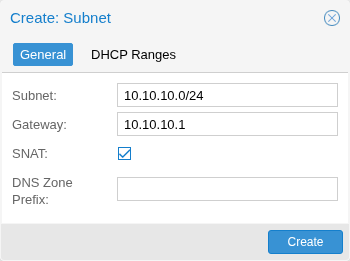 Create: Subnet
General DHCP Ranges
Subnet: 10.10.10.0/24
Gateway: 10.10.10.1
SNAT:
DNS Zone
Prefix:
Create